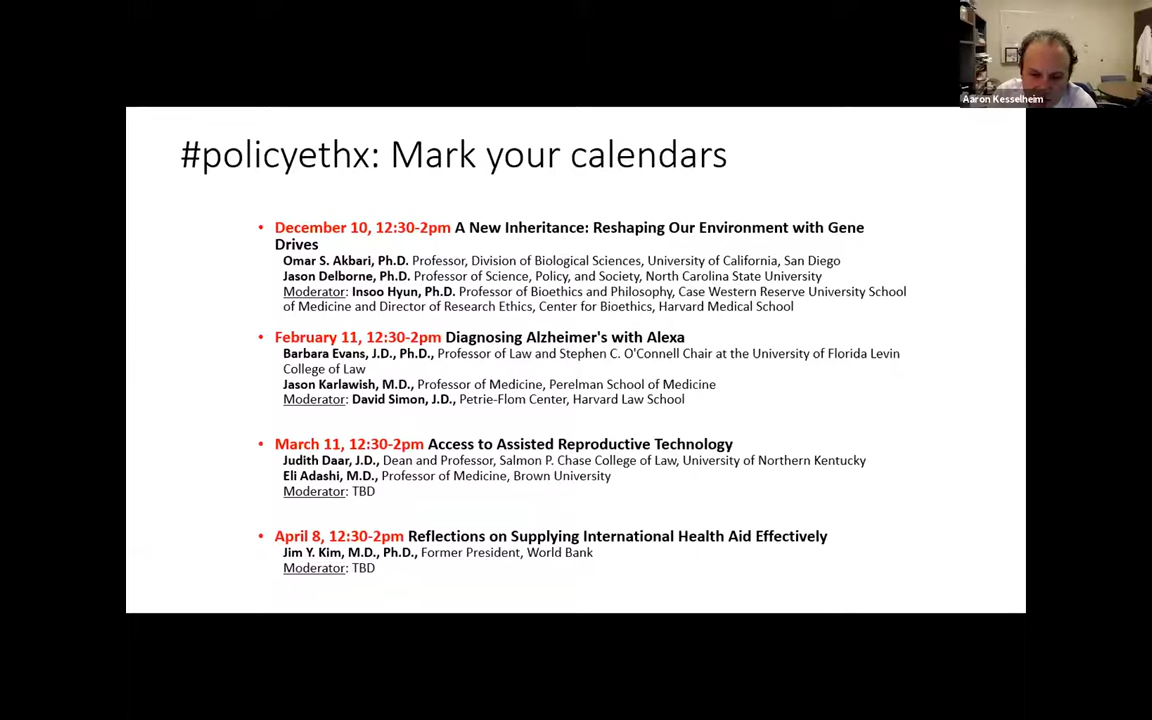 Aaron Kesselheim
#policyethx: Mark your calendars
• December 10, 12:30-2pm A New Inheritance: Reshaping Our Environment with Gene
Drives
Omar S. Akbari, Ph.D. Professor, Division of Biological Sciences, University of California, San Diego
Jason Delborne, Ph.D. Professor of Science, Policy, and Society, North Carolina State University
Moderator: Insoo Hyun, Ph.D. Professor of Bioethics and Philosophy, Case Western Reserve University School
of Medicine and Director of Research Ethics, Center for Bioethics, Harvard Medical School
• February 11, 12:30-2pm Diagnosing Alzheimer's with Alexa
Barbara Evans, J.D., Ph.D., Professor of Law and Stephen C. O'Connell Chair at the University of Florida Levin
College of Law
Jason Karlawish, M.D., Professor of Medicine, Perelman School of Medicine
Moderator: David Simon, J.D., Petrie-Flom Center, Harvard Law School
• March 11, 12:30-2pm Access to Assisted Reproductive Technology
Judith Daar, J.D., Dean and Professor, Salmon P. Chase College of Law, University of Northern Kentucky
Eli Adashi, M.D., Professor of Medicine, Brown University
Moderator: TBD
• April 8, 12:30-2pm Reflections on Supplying International Health Aid Effectively
Jim Y. Kim, M.D., Ph.D., Former President, World Bank
Moderator: TBD